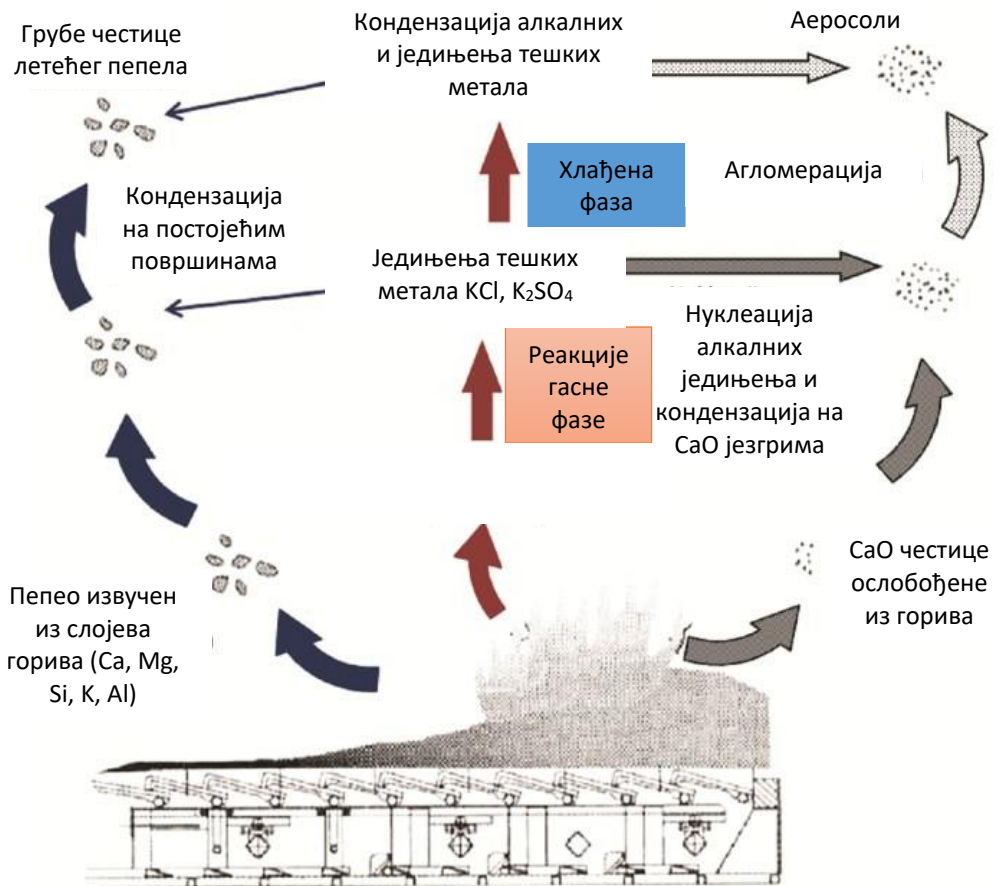 Грубе честице
летећег пепела
Кондензација алкалних
и једињења тешких
метала
Аеросоли
Кондензација
на постојећим
површинама
Хлађена
фаза
Агломерација
Једињења тешких
метала KCl, K₂SO₄
Реакције
гасне
фазе
Нуклеација
алкалних
једињења и
кондензација на
CaO језгрима
Пепео извучен
из слојева
горива (Ca, Mg,
Si, K, Al)
CaO честице
ослобођене
из горива